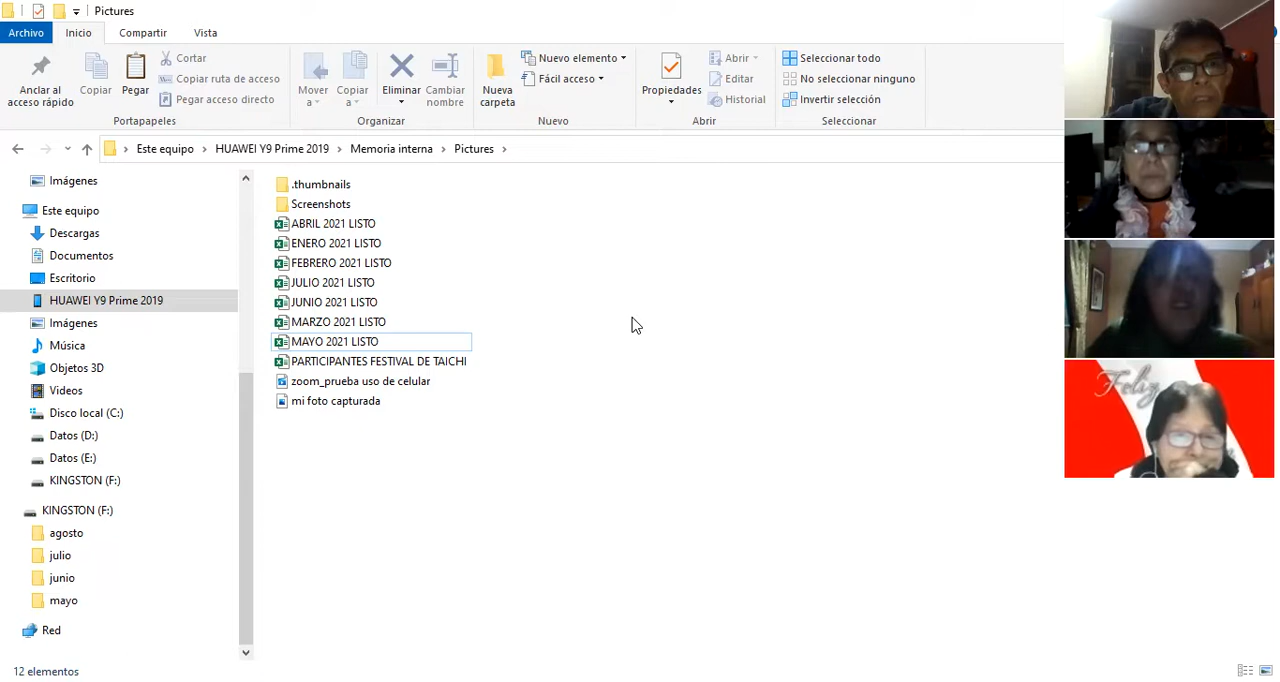 Pictures
Archivo Inicio Compartir Vista
Anclar al acceso rápido
Copiar
Pegar
Cortar
Copiar ruta de acceso
Pegar acceso directo
Portapapeles
Mover a
Copiar a
Eliminar
Cambiar nombre
Organizar
Nueva carpeta
Nuevo elemento
Fácil acceso
Nuevo
Propiedades
Abrir
Editar
Historial
Abrir
Seleccionar todo
No seleccionar ninguno
Invertir selección
Seleccionar
Este equipo > HUAWEI Y9 Prime 2019 > Memoria interna > Pictures >
Imágenes
Este equipo
Descargas
Documentos
Escritorio
HUAWEI Y9 Prime 2019
Imágenes
Música
Objetos 3D
Videos
Disco local (C:)
Datos (D:)
Datos (E:)
KINGSTON (F:)
KINGSTON (F:)
agosto
julio
junio
mayo
Red
.thumbnails
Screenshots
ABRIL 2021 LISTO
ENERO 2021 LISTO
FEBRERO 2021 LISTO
JULIO 2021 LISTO
JUNIO 2021 LISTO
MARZO 2021 LISTO
MAYO 2021 LISTO
PARTICIPANTES FESTIVAL DE TAICHI
zoom_prueba uso de celular
mi foto capturada
12 elementos
Feliz